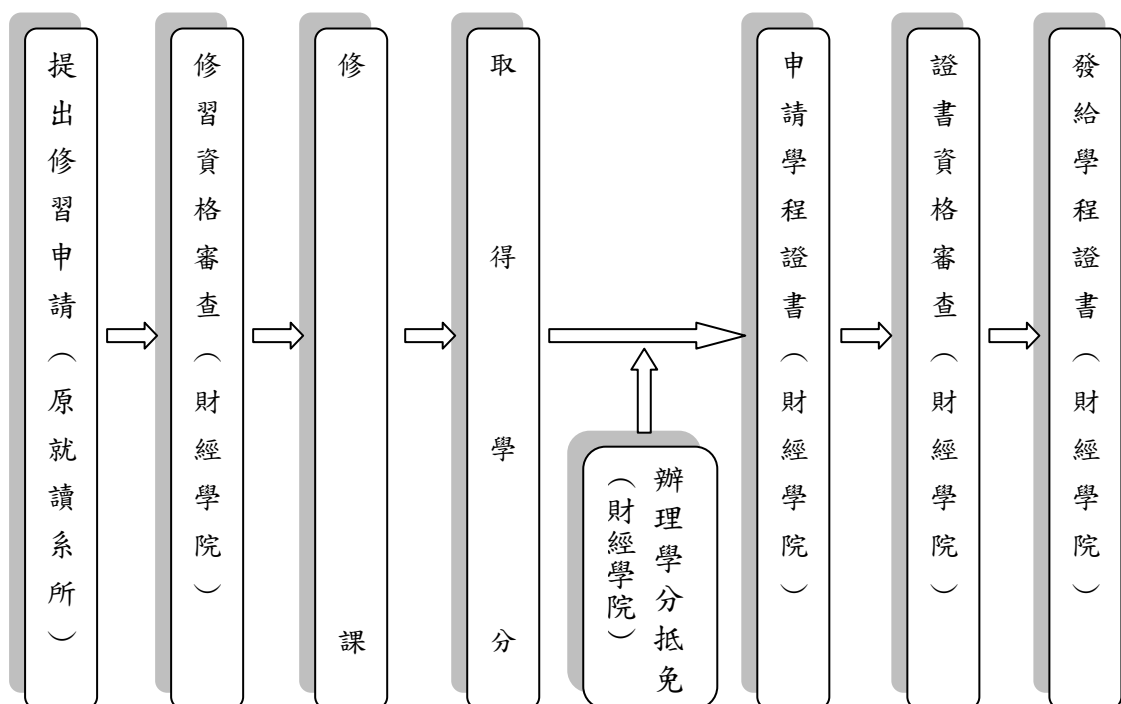 提出修習申請（原就讀系所）
修習資格審查（財經學院）
修課
取得學分
辦理學分抵免
（財經學院）
申請學程證書（財經學院）
證書資格審查（財經學院）
發給學程證書（財經學院）